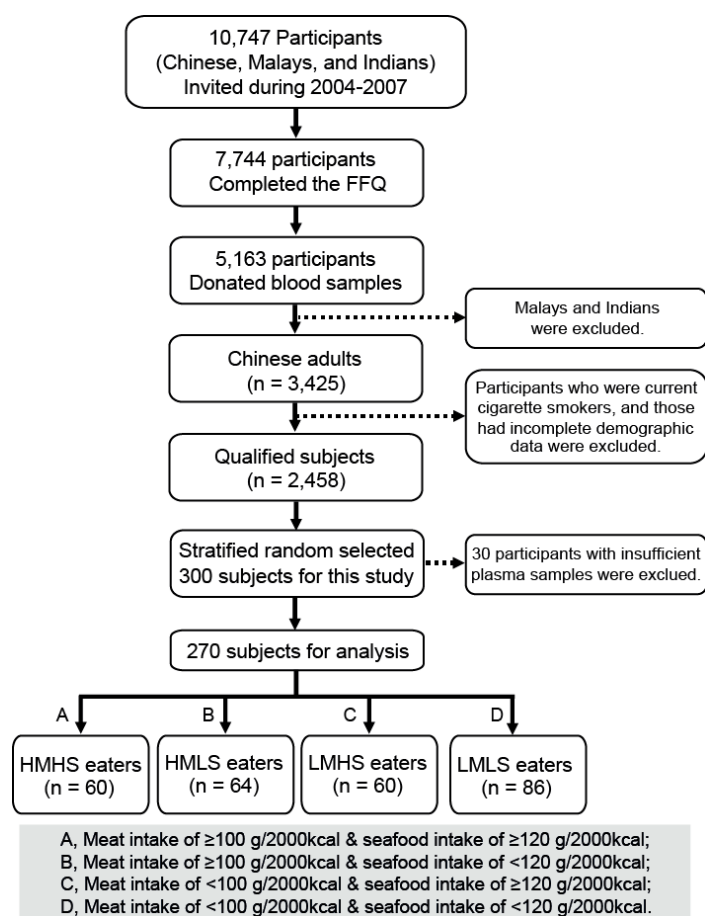 10,747 Participants
(Chinese, Malays, and Indians)
Invited during 2004-2007
7,744 participants
Completed the FFQ
5,163 participants
Donated blood samples
Malays and Indians
were excluded.
Chinese adults
(n = 3,425)
Participants who were current
cigarette smokers, and those
had incomplete demographic
data were excluded.
Qualified subjects
(n = 2,458)
Stratified random selected
300 subjects for this study
30 participants with insufficient
plasma samples were exclued.
270 subjects for analysis
A
B
C
D
HMHS eaters
(n = 60)
HMLS eaters
(n = 64)
LMHS eaters
(n = 60)
LMLS eaters
(n = 86)
A, Meat intake of ≥100 g/2000kcal & seafood intake of ≥120 g/2000kcal;
B, Meat intake of ≥100 g/2000kcal & seafood intake of <120 g/2000kcal;
C, Meat intake of <100 g/2000kcal & seafood intake of ≥120 g/2000kcal;
D, Meat intake of <100 g/2000kcal & seafood intake of <120 g/2000kcal.